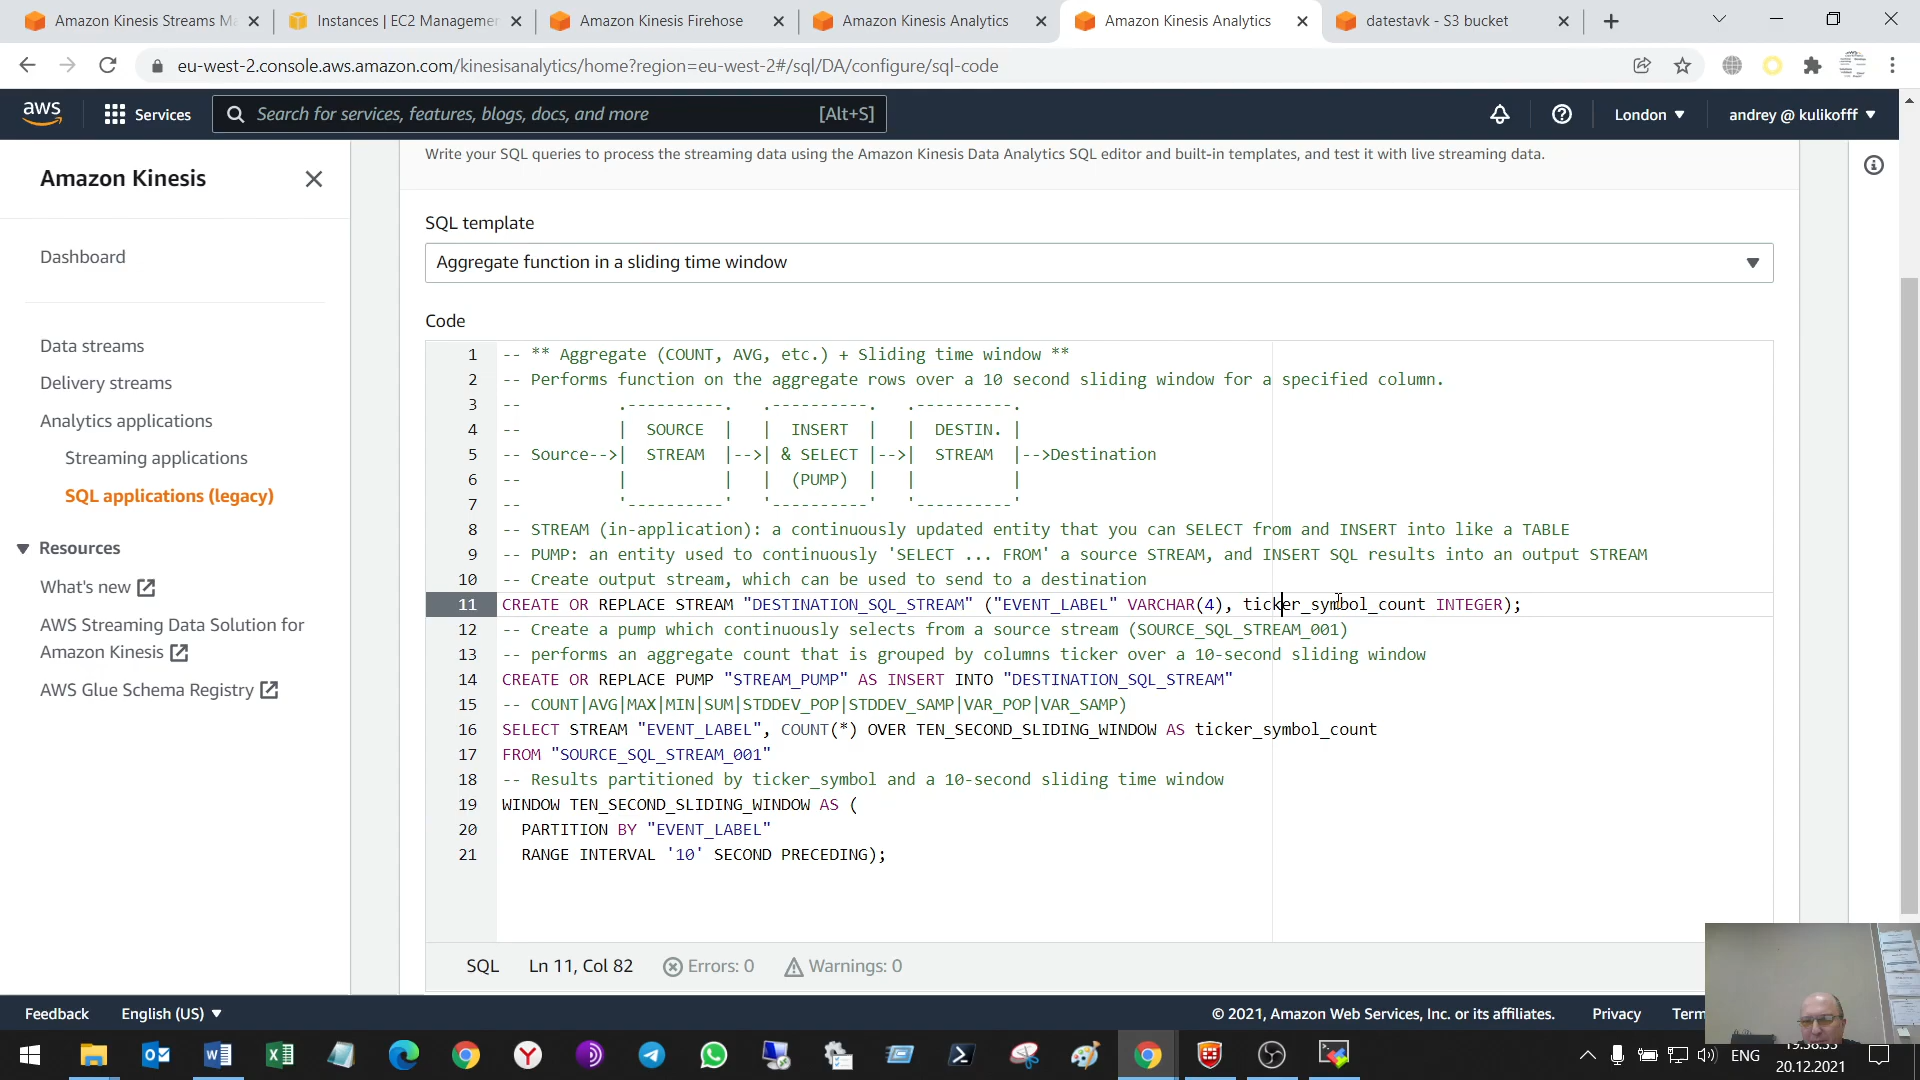 Amazon Kinesis Streams Ma
Instances | EC2 Managemen
Amazon Kinesis Firehose
Amazon Kinesis Analytics
Amazon Kinesis Analytics
datestavk - S3 bucket
eu-west-2.console.aws.amazon.com/kinesisanalytics/home?region=eu-west-2#/sql/DA/configure/sql-code
aws
Services
Search for services, features, blogs, docs, and more
[Alt+S]
London
andrey @ kulikofff
Amazon Kinesis
Dashboard
Data streams
Delivery streams
Analytics applications
Streaming applications
SQL applications (legacy)
Resources
What's new
AWS Streaming Data Solution for
Amazon Kinesis
AWS Glue Schema Registry
Write your SQL queries to process the streaming data using the Amazon Kinesis Data Analytics SQL editor and built-in templates, and test it with live streaming data.
SQL template
Aggregate function in a sliding time window
Code
1 -- ** Aggregate (COUNT, AVG, etc.) + Sliding time window **
2 -- Performs function on the aggregate rows over a 10 second sliding window for a specified column.
3 --          .----------.   .----------.   .----------.
4 --          |  SOURCE  |   |  INSERT  |   |  DESTIN. |
5 -- Source-->|  STREAM  |-->| & SELECT |-->|  STREAM  |-->Destination
6 --          |          |   |  (PUMP)  |   |          |
7 --          '----------'   '----------'   '----------'
8 -- STREAM (in-application): a continuously updated entity that you can SELECT from and INSERT into like a TABLE
9 -- PUMP: an entity used to continuously 'SELECT ... FROM' a source STREAM, and INSERT SQL results into an output STREAM
10 -- Create output stream, which can be used to send to a destination
11 CREATE OR REPLACE STREAM "DESTINATION_SQL_STREAM" ("EVENT_LABEL" VARCHAR(4), ticker_symbol_count INTEGER);
12 -- Create a pump which continuously selects from a source stream (SOURCE_SQL_STREAM_001)
13 -- performs an aggregate count that is grouped by columns ticker over a 10-second sliding window
14 CREATE OR REPLACE PUMP "STREAM_PUMP" AS INSERT INTO "DESTINATION_SQL_STREAM"
15 -- COUNT|AVG|MAX|MIN|SUM|STDDEV_POP|STDDEV_SAMP|VAR_POP|VAR_SAMP)
16 SELECT STREAM "EVENT_LABEL", COUNT(*) OVER TEN_SECOND_SLIDING_WINDOW AS ticker_symbol_count
17 FROM "SOURCE_SQL_STREAM_001"
18 -- Results partitioned by ticker_symbol and a 10-second sliding time window
19 WINDOW TEN_SECOND_SLIDING_WINDOW AS (
20   PARTITION BY "EVENT_LABEL"
21   RANGE INTERVAL '10' SECOND PRECEDING);
SQL
Ln 11, Col 82
Errors: 0
Warnings: 0
Feedback
English (US)
© 2021, Amazon Web Services, Inc. or its affiliates.
Privacy
Term
ENG
20.12.2021